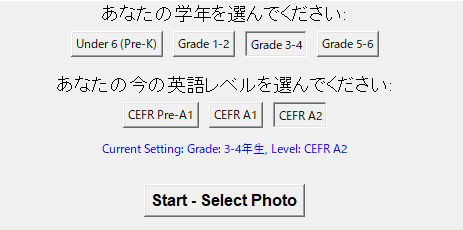 あなたの学年を選んでください:
Under 6 (Pre-K) Grade 1-2 Grade 3-4 Grade 5-6
あなたの今の英語レベルを選んでください:
CEFR Pre-A1 CEFR A1 CEFR A2
Current Setting: Grade: 3-4年生, Level: CEFR A2
Start - Select Photo